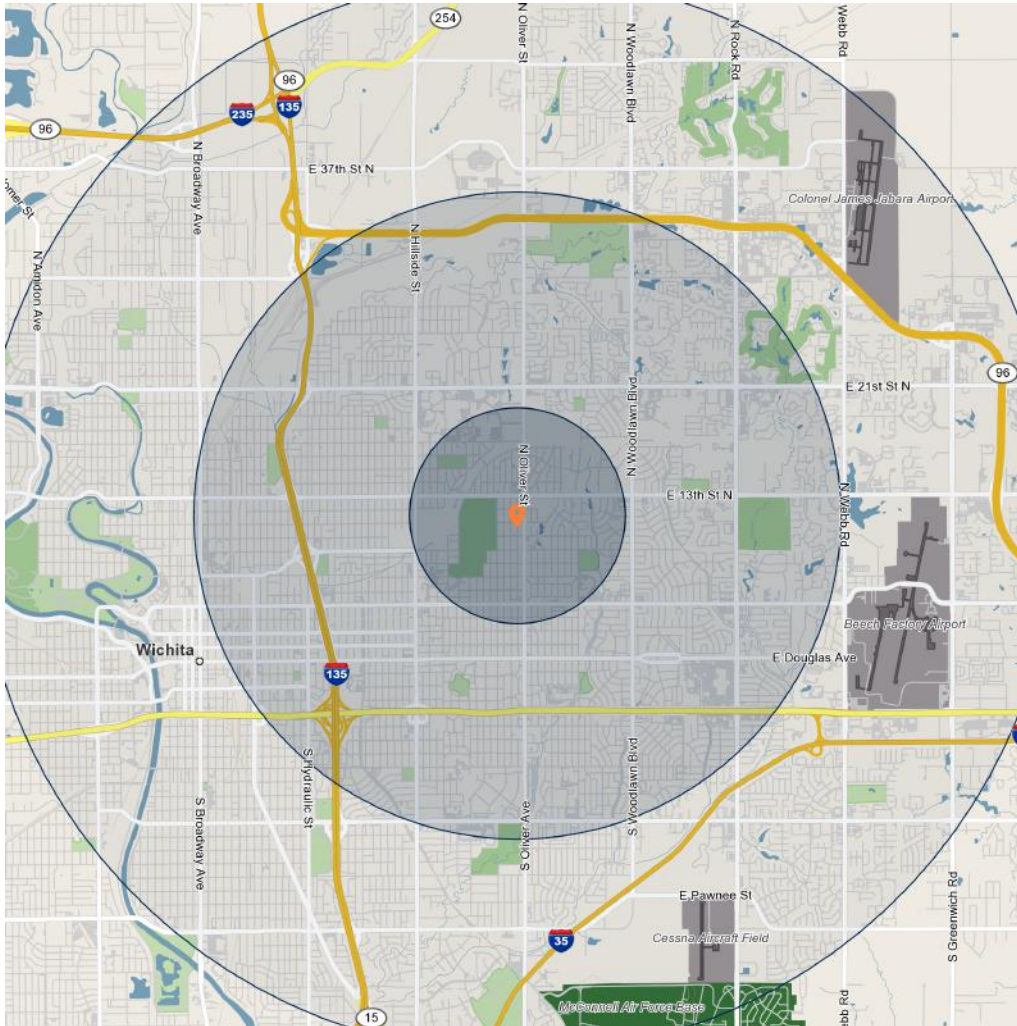 254
N Oliver St
N Woodlawn Blvd
N Rock Rd
Webb Rd
96
235
135
96
N Broadway Ave
E 37th St N
Colonel James Jabara Airport
N Amidon Ave
N Hillside St
96
E 21st St N
N Woodlawn Blvd
N Oliver St
E 13th St N
N Webb Rd
Beech Factory Airport
Wichita
E Douglas Ave
135
S Hydraulic St
S Broadway Ave
S Woodlawn Blvd
S Oliver Ave
E Pawnee St
S Greenwich Rd
35
Cessna Aircraft Field
McConnell Air Force Base
15